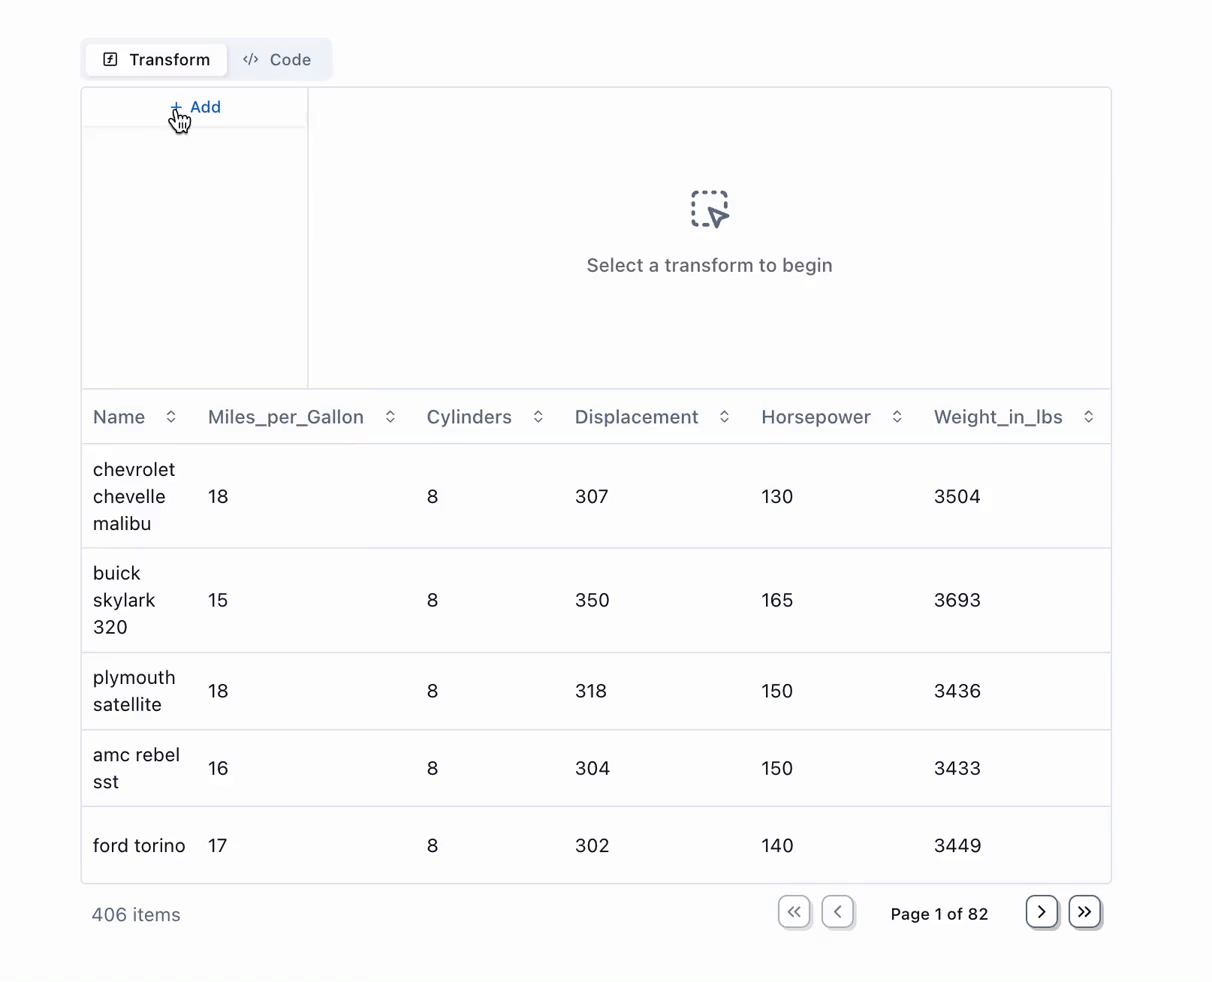 Transform </> Code
+ Add
Select a transform to begin
Name Miles_per_Gallon Cylinders Displacement Horsepower Weight_in_lbs
chevrolet
chevelle
malibu
18 8 307 130 3504
buick
skylark
320
15 8 350 165 3693
plymouth
satellite
18 8 318 150 3436
amc rebel
sst
16 8 304 150 3433
ford torino 17 8 302 140 3449
406 items Page 1 of 82